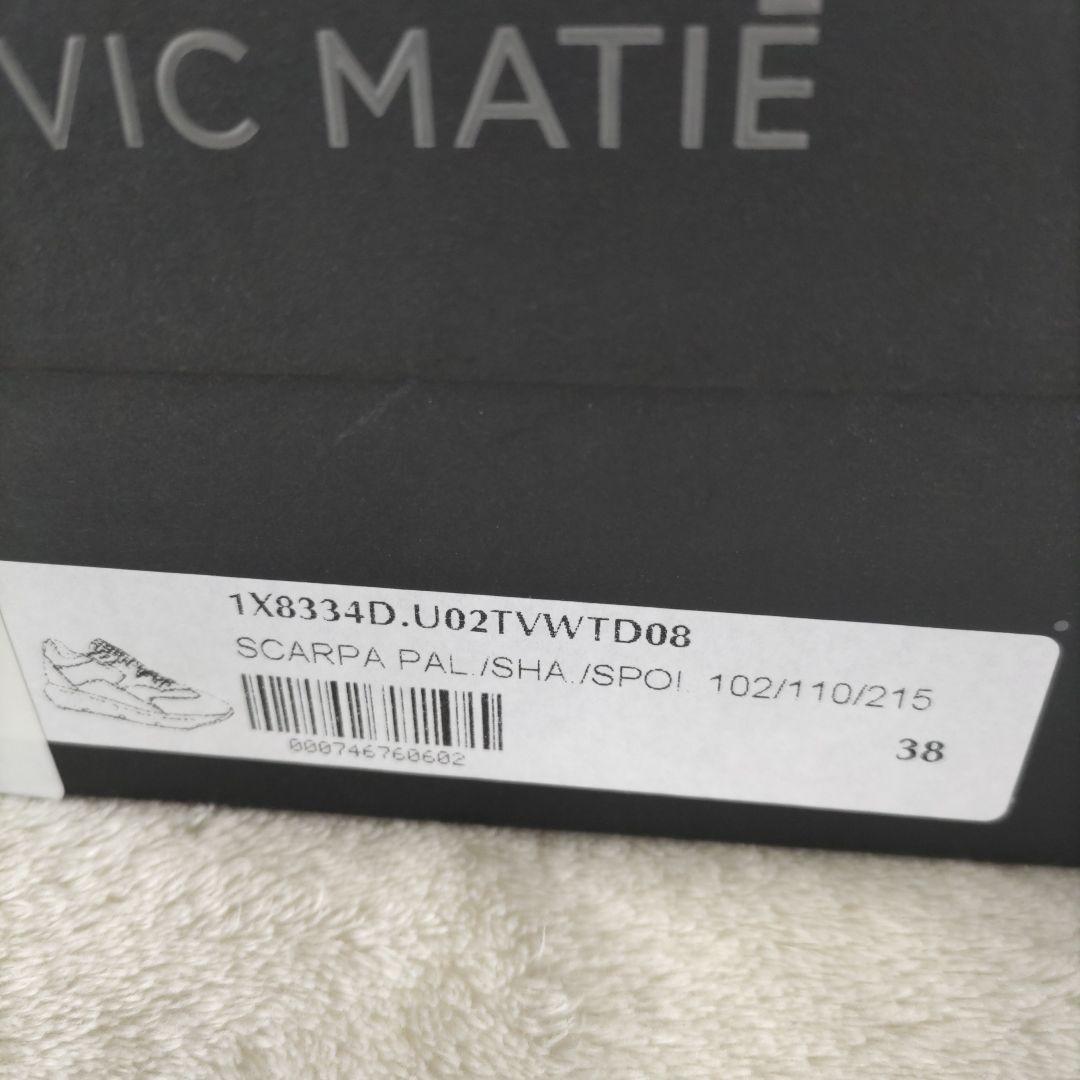 VIC MATIĒ
1X8334D.U02TVWTD08
SCARPA PAL./SHA./SPO!. 102/110/215
000746760602
38